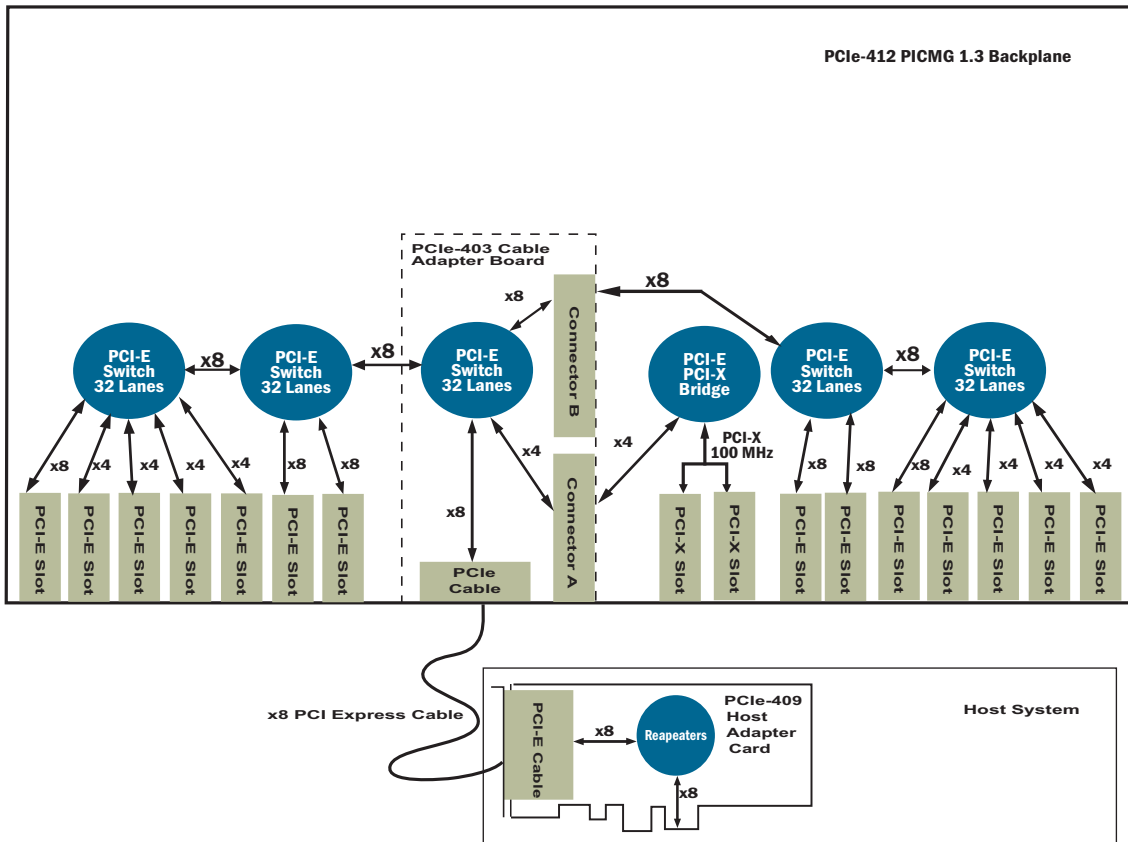 PCIe-412 PICMG 1.3 Backplane
PCIe-403 Cable
Adapter Board
x8
x8
Connector B
PCI-E
Switch
32 Lanes
x8
PCI-E
Switch
32 Lanes
x8
PCI-E
Switch
32 Lanes
PCI-E
PCI-X
Bridge
PCI-E
Switch
32 Lanes
x8
PCI-E
Switch
32 Lanes
x8
x4
x4
x4
x4
x8
x8
x8
x4
Connector A
x4
PCI-X
100 MHz
x8
x8
x8
x4
x4
x4
x4
PCI-E Slot
PCI-E Slot
PCI-E Slot
PCI-E Slot
PCI-E Slot
PCI-E Slot
PCI-E Slot
PCIe
Cable
PCI-X Slot
PCI-X Slot
PCI-E Slot
PCI-E Slot
PCI-E Slot
PCI-E Slot
PCI-E Slot
PCI-E Slot
PCI-E Slot
x8 PCI Express Cable
PCI-E Cable
x8
Reapeaters
x8
PCIe-409
Host
Adapter
Card
Host System